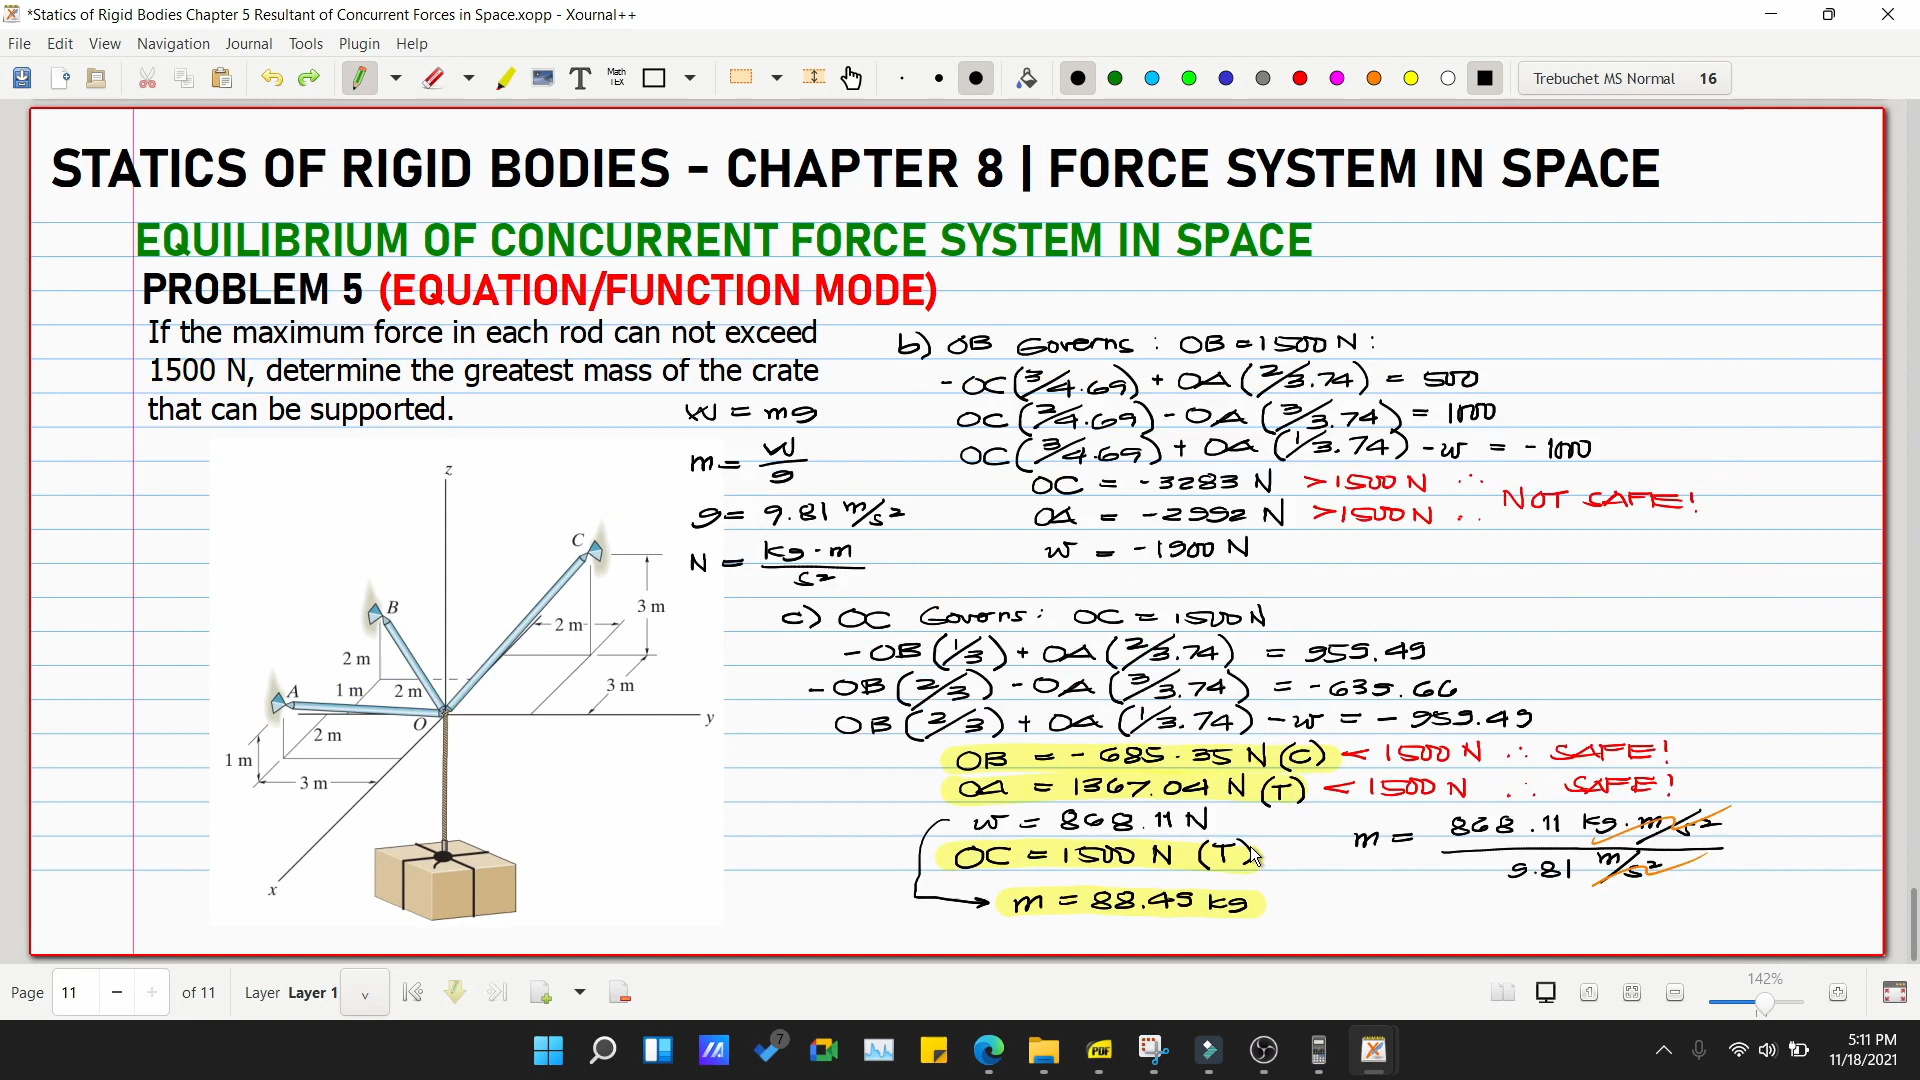 *Statics of Rigid Bodies Chapter 5 Resultant of Concurrent Forces in Space.xopp - Xournal++
File Edit View Navigation Journal Tools Plugin Help
Math
TEX
Trebuchet MS Normal 16
STATICS OF RIGID BODIES - CHAPTER 8 | FORCE SYSTEM IN SPACE
EQUILIBRIUM OF CONCURRENT FORCE SYSTEM IN SPACE
PROBLEM 5 (EQUATION/FUNCTION MODE)
If the maximum force in each rod can not exceed
1500 N, determine the greatest mass of the crate
that can be supported.
W = mg
m = W/g
g = 9.81 m/s²
N = kg·m/s²
z
C
B
3 m
2 m
2 m
A
1 m
2 m
3 m
O
y
2 m
1 m
3 m
x
b) OB Governs : OB = 1500 N :
-OC(3/4.69) + OA(2/3.74) = 500
OC(2/4.69) - OA(3/3.74) = 1000
OC(3/4.69) + OA(1/3.74) - w = -1000
OC = -3283 N > 1500 N ∴
OA = -2992 N > 1500 N ∴ NOT SAFE!
w = -1900 N
c) OC Governs: OC = 1500 N
-OB(1/3) + OA(2/3.74) = 959.49
-OB(2/3) - OA(3/3.74) = -635.66
OB(2/3) + OA(1/3.74) - w = -959.49
OB = -685.35 N (C) < 1500 N ∴ SAFE!
OA = 1367.04 N (T) < 1500 N ∴ SAFE!
w = 868.11 N
OC = 1500 N (T)
m = 88.49 kg
m = 868.11 kg·m/s² / 9.81 m/s²
Page 11 of 11 Layer Layer 1
142%
7
PDF
5:11 PM
11/18/2021